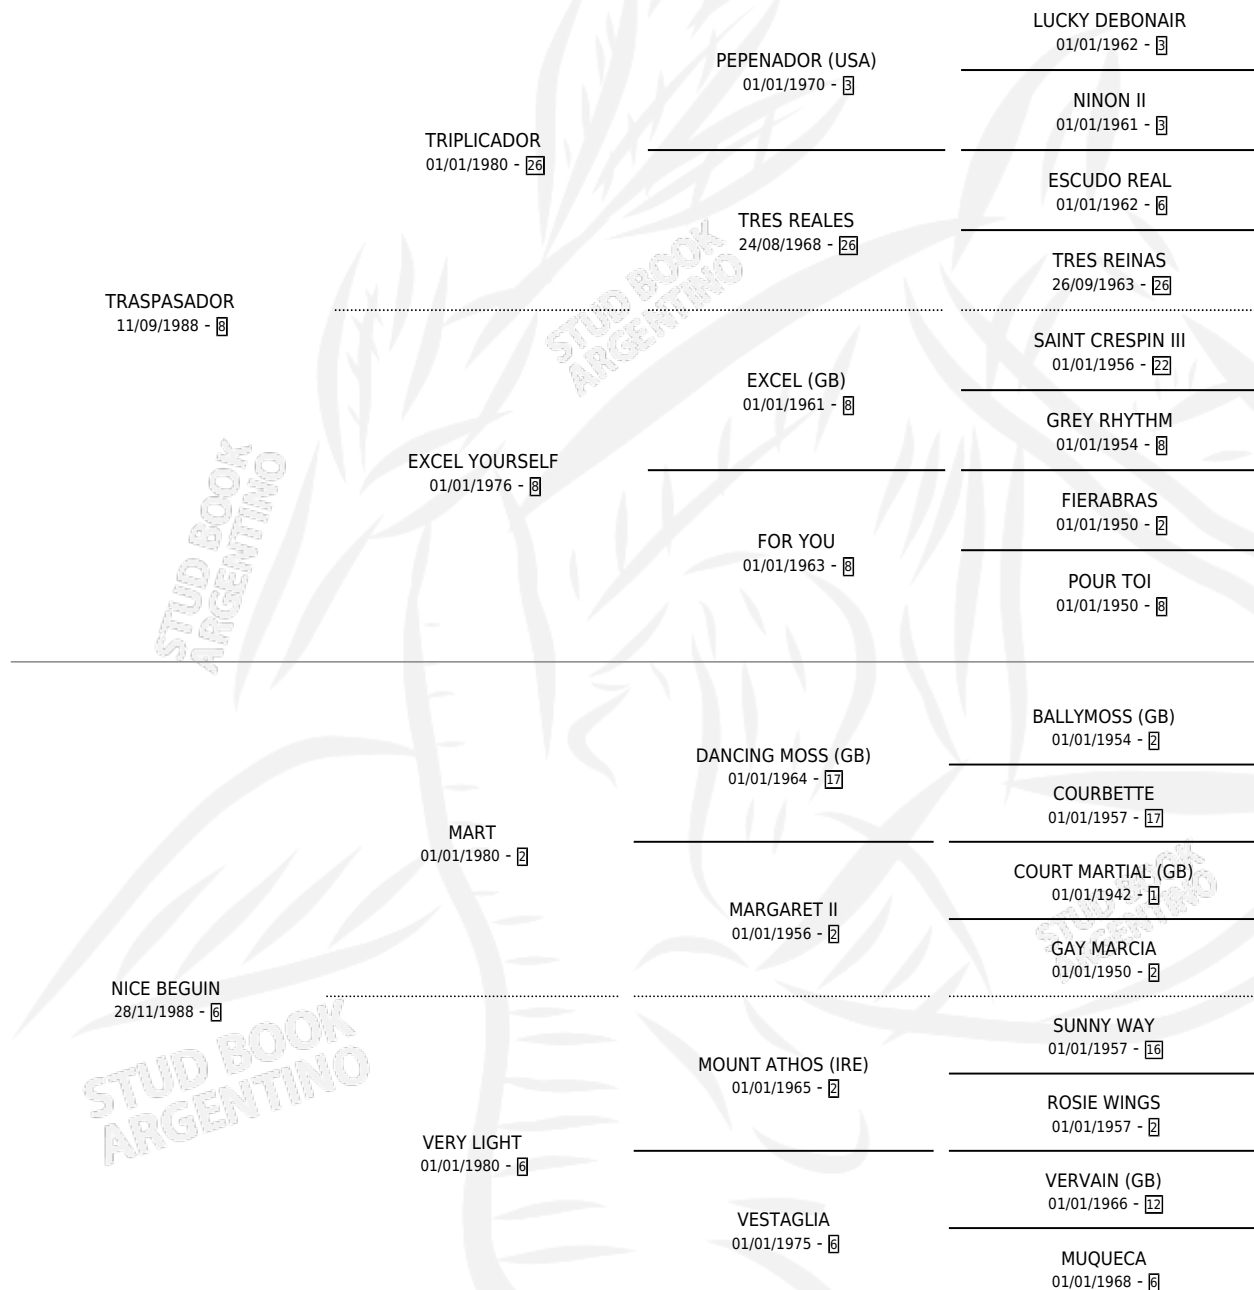 LUCKY DEBONAIR
01/01/1962 - 3
PEPENADOR (USA)
01/01/1970 - 3
NINON II
01/01/1961 - 3
TRIPLICADOR
01/01/1980 - 26
ESCUDO REAL
01/01/1962 - 6
TRES REALES
24/08/1968 - 26
TRES REINAS
26/09/1963 - 26
TRASPASADOR
11/09/1988 - 8
SAINT CRESPIN III
01/01/1956 - 22
EXCEL (GB)
01/01/1961 - 8
GREY RHYTHM
01/01/1954 - 8
EXCEL YOURSELF
01/01/1976 - 8
FIERABRAS
01/01/1950 - 2
FOR YOU
01/01/1963 - 8
POUR TOI
01/01/1950 - 8
BALLYMOSS (GB)
01/01/1954 - 2
DANCING MOSS (GB)
01/01/1964 - 17
COURBETTE
01/01/1957 - 17
MART
01/01/1980 - 2
COURT MARTIAL (GB)
01/01/1942 - 1
MARGARET II
01/01/1956 - 2
GAY MARCIA
01/01/1950 - 2
NICE BEGUIN
28/11/1988 - 6
SUNNY WAY
01/01/1957 - 16
MOUNT ATHOS (IRE)
01/01/1965 - 2
ROSIE WINGS
01/01/1957 - 2
VERY LIGHT
01/01/1980 - 6
VERVAIN (GB)
01/01/1966 - 12
VESTAGLIA
01/01/1975 - 6
MUQUECA
01/01/1968 - 6
STUD BOOK
ARGENTINO
STUD BOOK
ARGENTINO
STUD BOOK
ARGENTINO
STUD BOOK
ARGENTINO